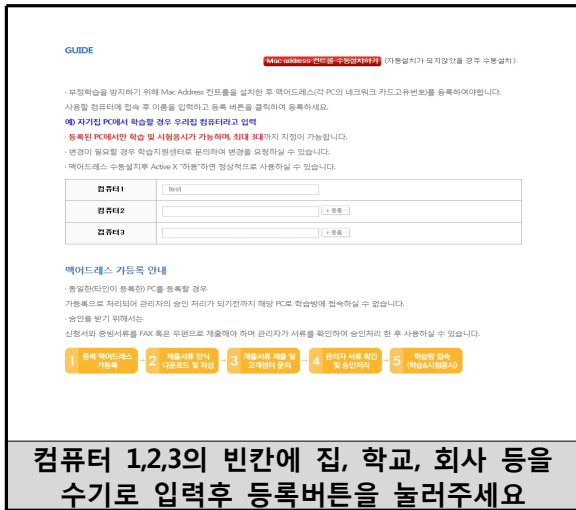 GUIDE
Mac address 컨트롤 수동설치하기 (자동설치가 되지않았을 경우 수동설치)
· 부정학습을 방지하기 위해 Mac Address 컨트롤을 설치한 후 맥어드레스(각 PC의 네크워크 카드고유번호)를 등록하여야합니다.
사용할 컴퓨터에 접속 후 이름을 입력하고 등록 버튼을 클릭하여 등록하세요.
예) 자기집 PC에서 학습할 경우 우리집 컴퓨터라고 입력
· 등록된 PC에서만 학습 및 시험응시가 가능하며, 최대 3대까지 지정이 가능합니다.
· 변경이 필요할 경우 학습지원센터로 문의하여 변경을 요청하실 수 있습니다.
· 맥어드레스 수동설치후 Active X "허용"하면 정상적으로 사용하실 수 있습니다.
컴퓨터1 test
컴퓨터2 등록
컴퓨터3 등록
맥어드레스 가등록 안내
· 동일한(타인이 등록한) PC를 등록할 경우
가등록으로 처리되어 관리자의 승인 처리가 되기전까지 해당 PC로 학습방에 접속하실 수 없습니다.
· 승인을 받기 위해서는
신청서와 증빙서류를 FAX 혹은 우편으로 제출해야 하며 관리자가 서류를 확인하여 승인처리 한 후 사용하실 수 있습니다.
1 중복 맥어드레스 가등록
2 제출서류 양식 다운로드 및 작성
3 제출서류 제출 및 고객센터 문의
4 관리자 서류 확인 및 승인처리
5 학습방 접속 (학습&시험응시)
컴퓨터 1,2,3의 빈칸에 집, 학교, 회사 등을
수기로 입력후 등록버튼을 눌러주세요